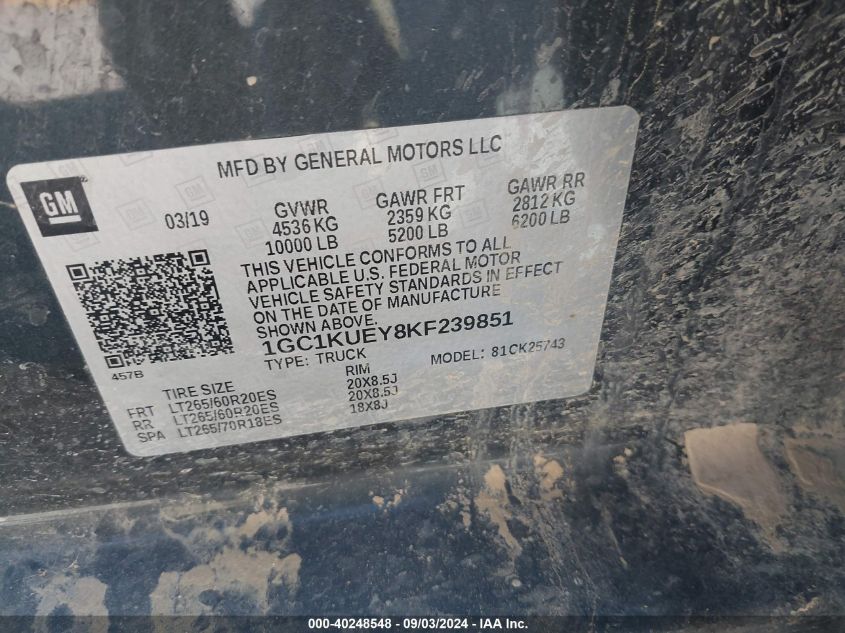 MFD BY GENERAL MOTORS LLC
GM
03/19 GVWR GAWR FRT GAWR RR
4536 KG 2359 KG 2812 KG
10000 LB 5200 LB 6200 LB
THIS VEHICLE CONFORMS TO ALL
APPLICABLE U.S. FEDERAL MOTOR
VEHICLE SAFETY STANDARDS IN EFFECT
ON THE DATE OF MANUFACTURE
SHOWN ABOVE.
1GC1KUEY8KF239851
TYPE: TRUCK MODEL: 81CK25743
457B
TIRE SIZE RIM
FRT LT265/60R20ES 20X8.5J
RR LT265/60R20ES 20X8.5J
SPA LT265/70R18ES 18X8J
000-40248548 - 09/03/2024 - IAA Inc.